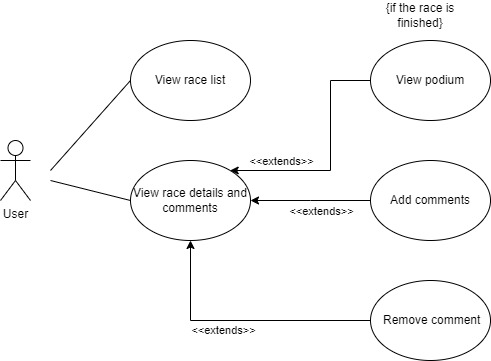 {if the race is
finished}
View race list
View podium
<<extends>>
View race details and
comments
Add comments
<<extends>>
User
Remove comment
<<extends>>